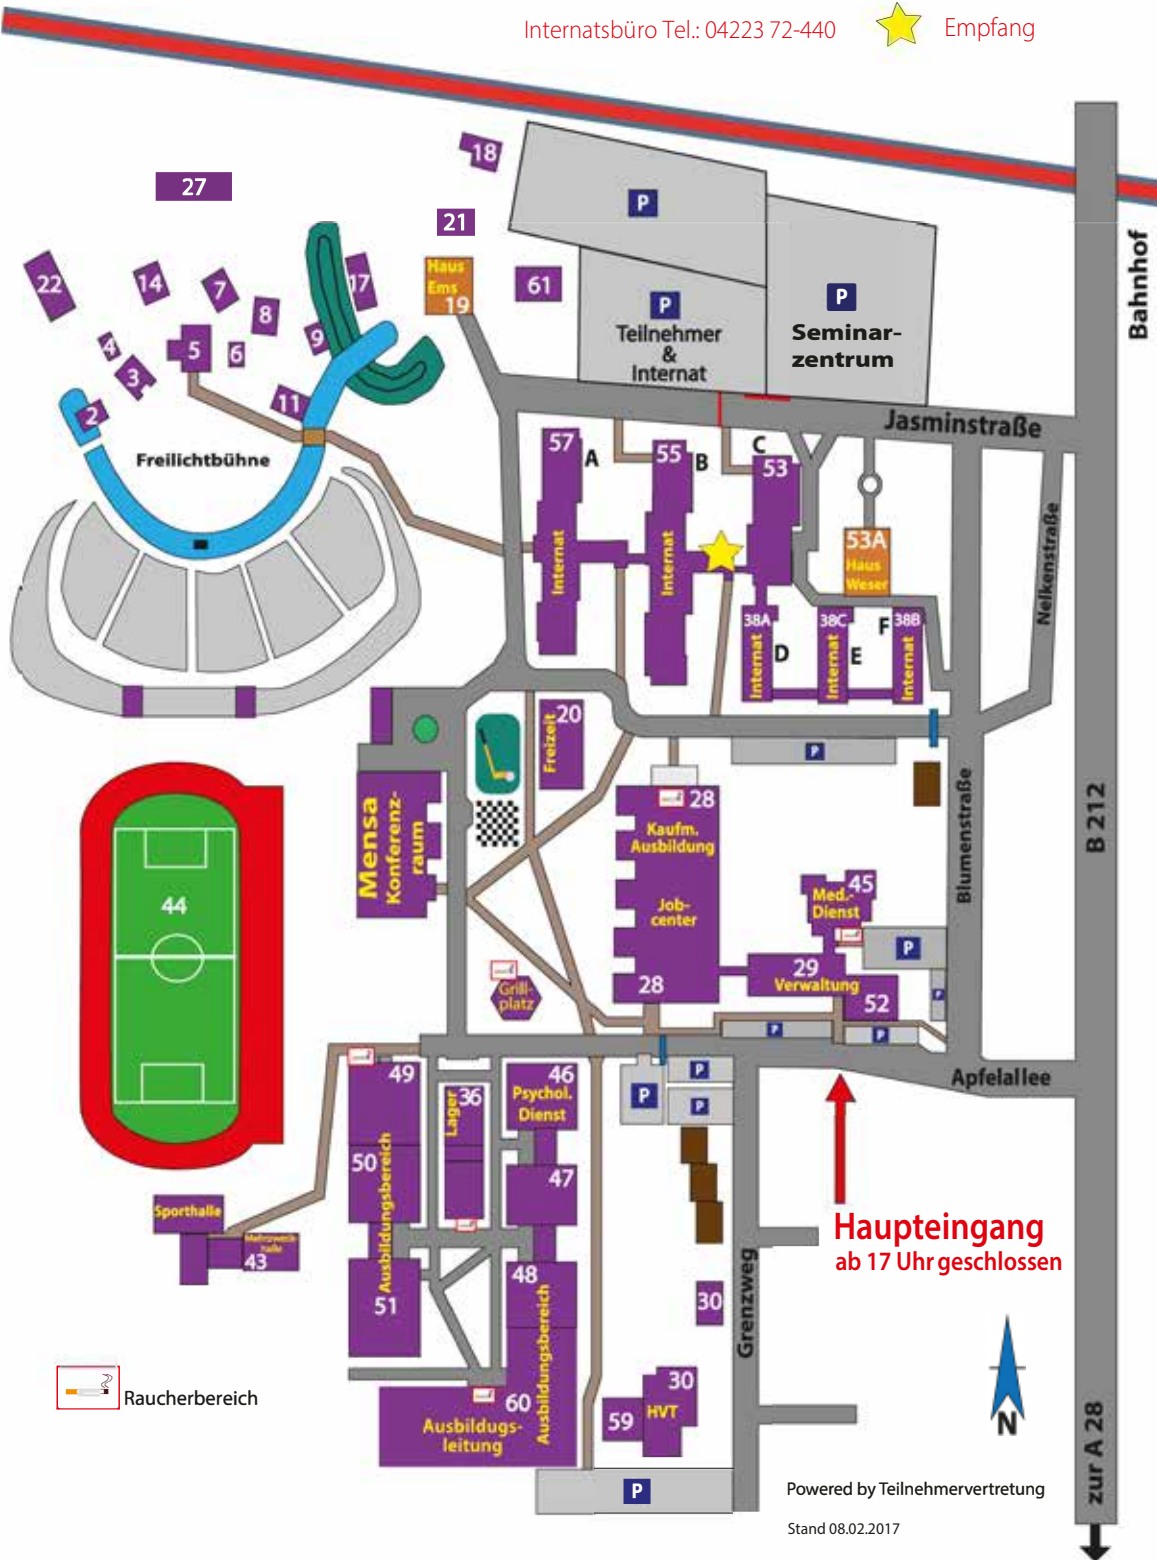 Internatsbüro Tel.: 04223 72-440
Empfang
18
27
P
21
Bahnhof
22
14
7
17
Haus
Ems
19
61
8
P
Teilnehmer
&
Internat
P
Seminar-
zentrum
9
4
5
6
3
11
2
Jasminstraße
Freilichtbühne
57
A
55
B
C
53
Internat
Internat
53A
Haus
Weser
Nelkenstraße
38A
Internat
D
38C
Internat
E
F
38B
Internat
20
Freizeit
P
Mensa
Konferenz-
raum
28
Kaufm.
Ausbildung
Job-
center
28
B 212
Blumenstraße
44
45
Med.-
Dienst
P
29
Verwaltung
52
P
Grill-
platz
P
P
Apfelallee
49
36
Lager
46
Psychol.
Dienst
P
P
P
50
Ausbildungsbereich
47
Sporthalle
Mehrzweck-
halle
43
Haupteingang
ab 17 Uhr geschlossen
51
48
Ausbildungsbereich
30
Grenzweg
Raucherbereich
60
Ausbildugs-
leitung
30
HVT
59
N
zur A 28
P
Powered by Teilnehmervertretung
Stand 08.02.2017